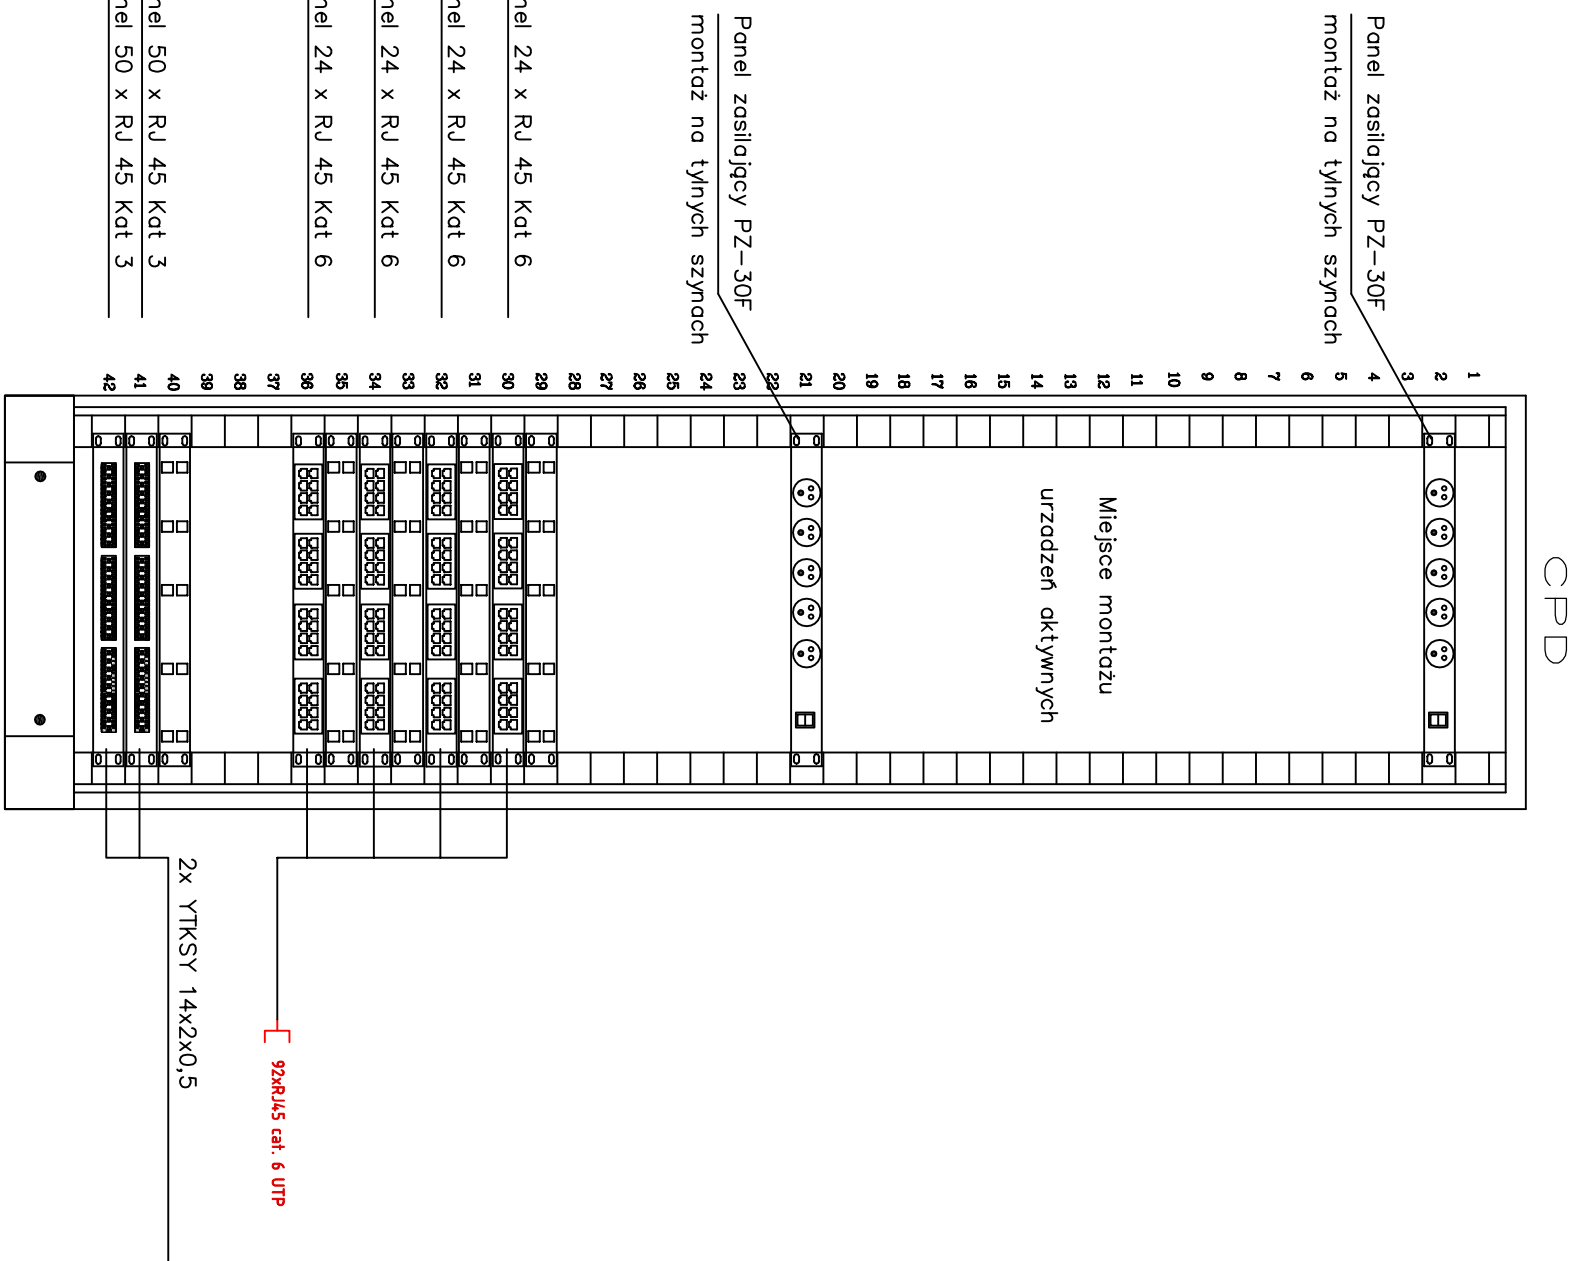 CPD
Panel zasilający PZ-30F
montaż na tylnych szynach
1
2
3
4
5
6
7
8
9
10
11
12
13
14
15
16
17
18
19
20
21
22
23
24
25
26
27
28
29
30
31
32
33
34
35
36
37
38
39
40
41
42
Miejsce montażu
urzadzeń aktywnych
Panel zasilający PZ-30F
montaż na tylnych szynach
nel 24 x RJ 45 Kat 6
nel 24 x RJ 45 Kat 6
nel 24 x RJ 45 Kat 6
nel 24 x RJ 45 Kat 6
92xRJ45 cat. 6 UTP
2x YTKSY 14x2x0,5
nel 50 x RJ 45 Kat 3
nel 50 x RJ 45 Kat 3